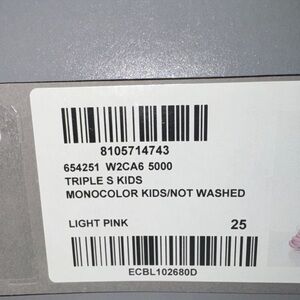 8105714743
654251 W2CA6 5000
TRIPLE S KIDS
MONOCOLOR KIDS/NOT WASHED
LIGHT PINK 25
ECBL102680D